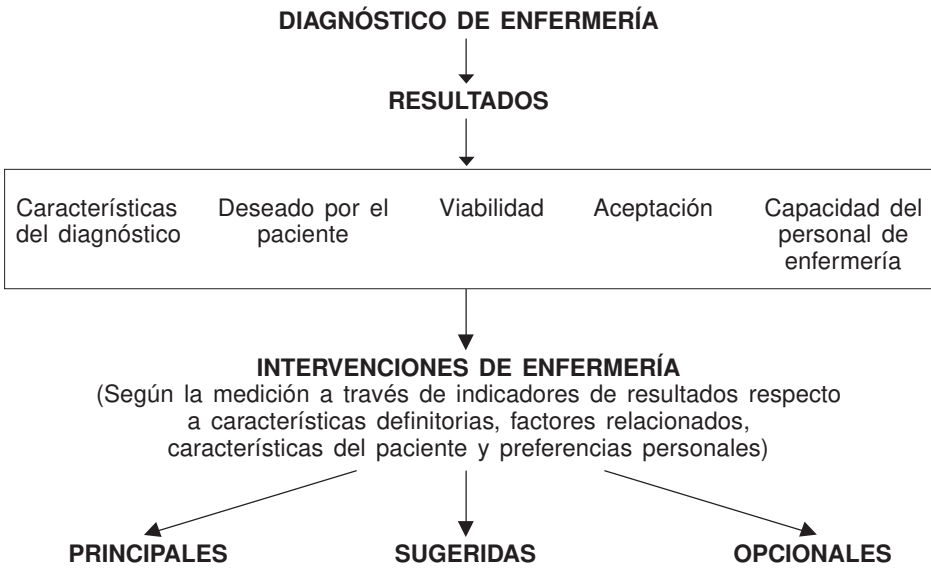 DIAGNÓSTICO DE ENFERMERÍA
RESULTADOS
Características del diagnóstico
Deseado por el paciente
Viabilidad
Aceptación
Capacidad del personal de enfermería
INTERVENCIONES DE ENFERMERÍA
(Según la medición a través de indicadores de resultados respecto
a características definitorias, factores relacionados,
características del paciente y preferencias personales)
PRINCIPALES
SUGERIDAS
OPCIONALES